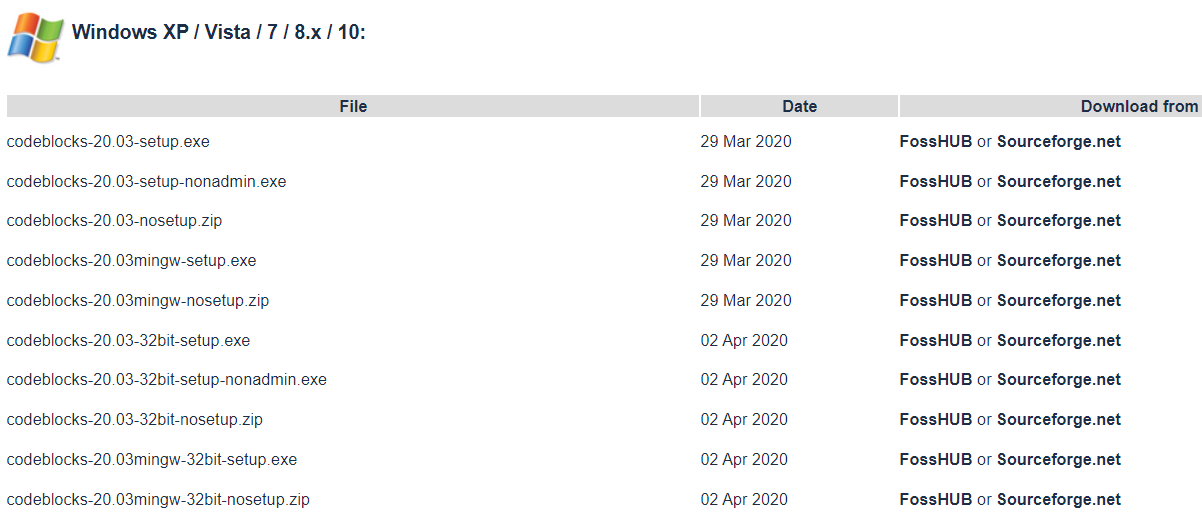 Windows XP / Vista / 7 / 8.x / 10:
File Date Download from
codeblocks-20.03-setup.exe 29 Mar 2020 FossHUB or Sourceforge.net
codeblocks-20.03-setup-nonadmin.exe 29 Mar 2020 FossHUB or Sourceforge.net
codeblocks-20.03-nosetup.zip 29 Mar 2020 FossHUB or Sourceforge.net
codeblocks-20.03mingw-setup.exe 29 Mar 2020 FossHUB or Sourceforge.net
codeblocks-20.03mingw-nosetup.zip 29 Mar 2020 FossHUB or Sourceforge.net
codeblocks-20.03-32bit-setup.exe 02 Apr 2020 FossHUB or Sourceforge.net
codeblocks-20.03-32bit-setup-nonadmin.exe 02 Apr 2020 FossHUB or Sourceforge.net
codeblocks-20.03-32bit-nosetup.zip 02 Apr 2020 FossHUB or Sourceforge.net
codeblocks-20.03mingw-32bit-setup.exe 02 Apr 2020 FossHUB or Sourceforge.net
codeblocks-20.03mingw-32bit-nosetup.zip 02 Apr 2020 FossHUB or Sourceforge.net